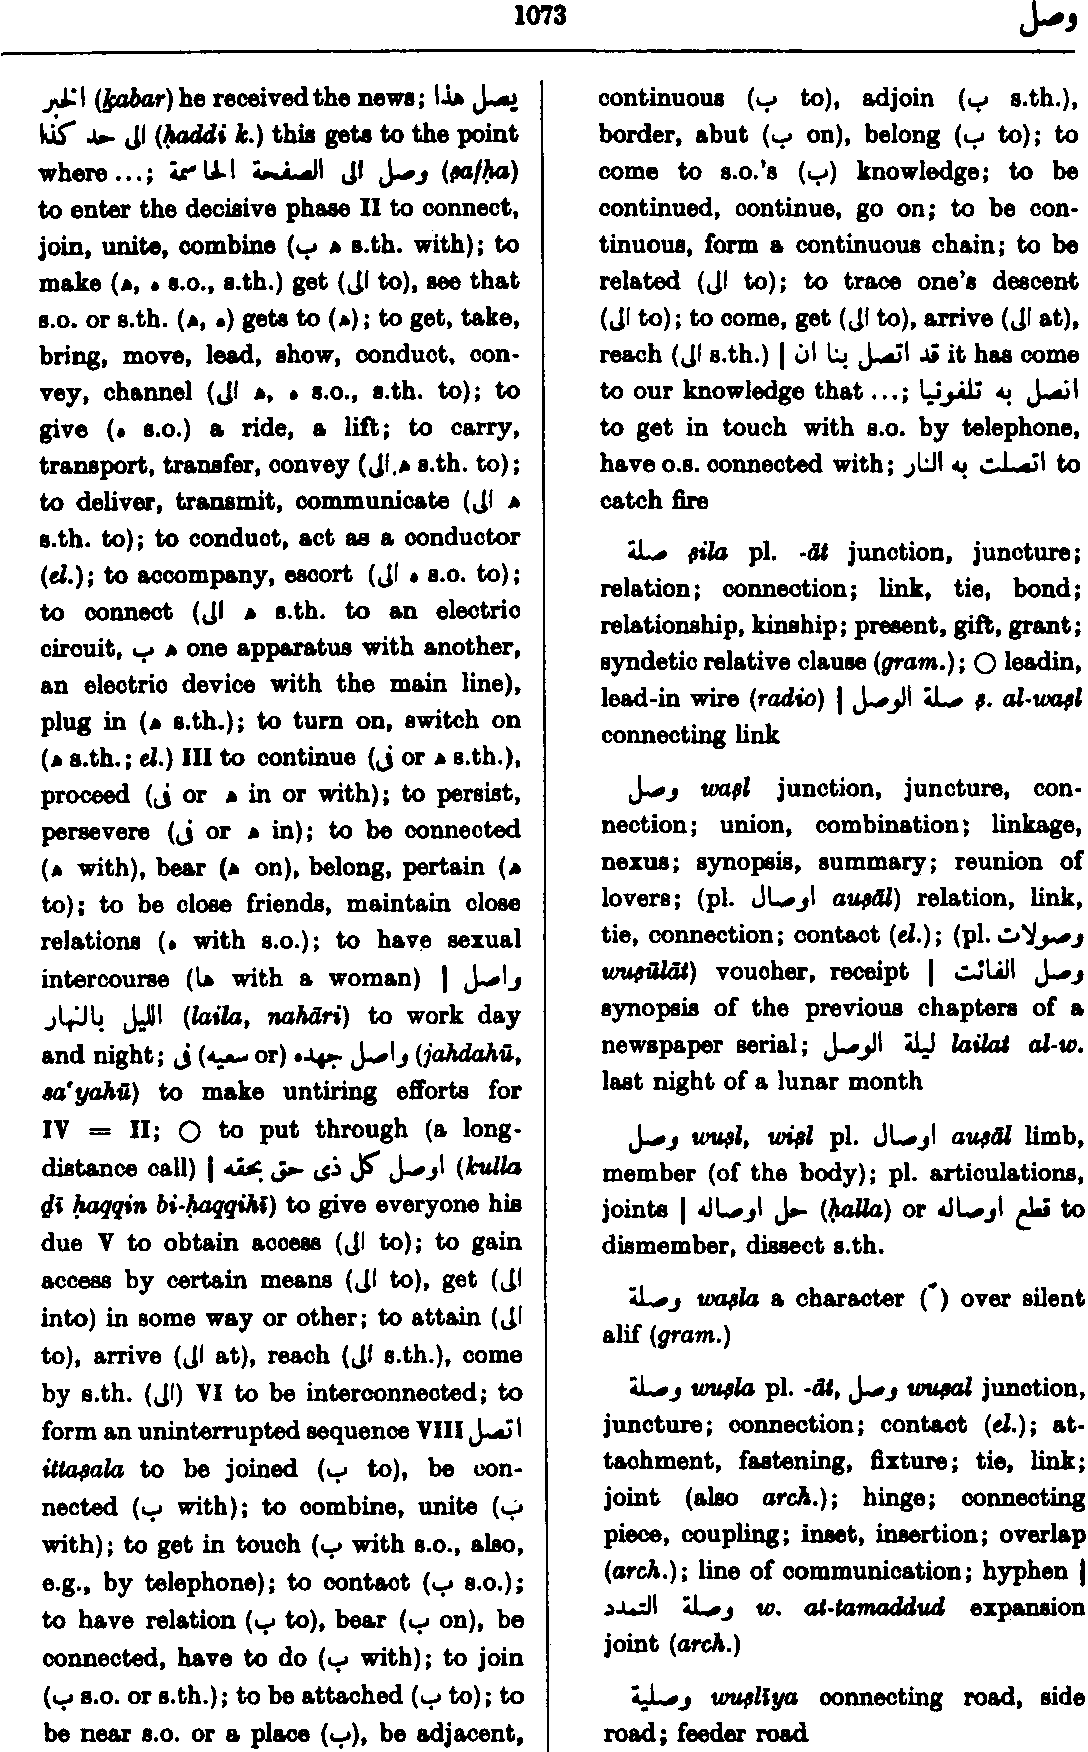 1073
وصل
الخبر (ḵabar) he received the news; يصل هذا
الى حد كذا (ḥaddi k.) this gets to the point
where ...; وصل الى الصفحة الحاسمة (ṣafḥa)
to enter the decisive phase II to connect,
join, unite, combine (ب ه s.th. with); to
make (ه, ه s.o., s.th.) get (الى to), see that
s.o. or s.th. (ه, ه) gets to (ه); to get, take,
bring, move, lead, show, conduct, con-
vey, channel (الى ه, ه s.o., s.th. to); to
give (ه s.o.) a ride, a lift; to carry,
transport, transfer, convey (ه،الى s.th. to);
to deliver, transmit, communicate (الى ه
s.th. to); to conduct, act as a conductor
(el.); to accompany, escort (الى ه s.o. to);
to connect (الى ه s.th. to an electric
circuit, ب ه one apparatus with another,
an electric device with the main line),
plug in (ه s.th.); to turn on, switch on
(ه s.th.; el.) III to continue (فى or ه s.th.),
proceed (فى or ه in or with); to persist,
persevere (فى or ه in); to be connected
(ه with), bear (ه on), belong, pertain (ه
to); to be close friends, maintain close
relations (ه with s.o.); to have sexual
intercourse (ها with a woman) | واصل
الليل بالنهار (laila, nahāri) to work day
and night; واصل جهده (or سعيه) فى (jahdahū,
sa‘yahū) to make untiring efforts for
IV = II; ○ to put through (a long-
distance call) | اوصل كل ذى حق بحقه (kulla
ḏī ḥaqqin bi-ḥaqqihī) to give everyone his
due V to obtain access (الى to); to gain
access by certain means (الى to), get (الى
into) in some way or other; to attain (الى
to), arrive (الى at), reach (الى s.th.), come
by s.th. (الى) VI to be interconnected; to
form an uninterrupted sequence VIII اتصل
ittaṣala to be joined (ب to), be con-
nected (ب with); to combine, unite (ب
with); to get in touch (ب with s.o., also,
e.g., by telephone); to contact (ب s.o.);
to have relation (ب to), bear (ب on), be
connected, have to do (ب with); to join
(ب s.o. or s.th.); to be attached (ب to); to
be near s.o. or a place (ب), be adjacent,
continuous (ب to), adjoin (ب s.th.),
border, abut (ب on), belong (ب to); to
come to s.o.'s (ب) knowledge; to be
continued, continue, go on; to be con-
tinuous, form a continuous chain; to be
related (الى to); to trace one's descent
(الى to); to come, get (الى to), arrive (الى at),
reach (الى s.th.) | قد اتصل بنا ان it has come
to our knowledge that ...; اتصل به تلفونيا
to get in touch with s.o. by telephone,
have o.s. connected with; اتصلت به النار to
catch fire
صلة ṣila pl. -āt junction, juncture;
relation; connection; link, tie, bond;
relationship, kinship; present, gift, grant;
syndetic relative clause (gram.); ○ leadin,
lead-in wire (radio) | صلة الوصل ṣ. al-waṣl
connecting link
وصل waṣl junction, juncture, con-
nection; union, combination; linkage,
nexus; synopsis, summary; reunion of
lovers; (pl. اوصال auṣāl) relation, link,
tie, connection; contact (el.); (pl. وصولات
wuṣūlāt) voucher, receipt | وصل الفائت
synopsis of the previous chapters of a
newspaper serial; ليلة الوصل lailat al-w.
last night of a lunar month
وصل wuṣl, wiṣl pl. اوصال auṣāl limb,
member (of the body); pl. articulations,
joints | حل اوصاله (ḥalla) or قطع اوصاله to
dismember, dissect s.th.
وصلة waṣla a character (ٓ) over silent
alif (gram.)
وصلة wuṣla pl. -āt, وصل wuṣal junction,
juncture; connection; contact (el.); at-
tachment, fastening, fixture; tie, link;
joint (also arch.); hinge; connecting
piece, coupling; inset, insertion; overlap
(arch.); line of communication; hyphen |
وصلة التمدد w. at-tamaddud expansion
joint (arch.)
وصلية wuṣlīya connecting road, side
road; feeder road